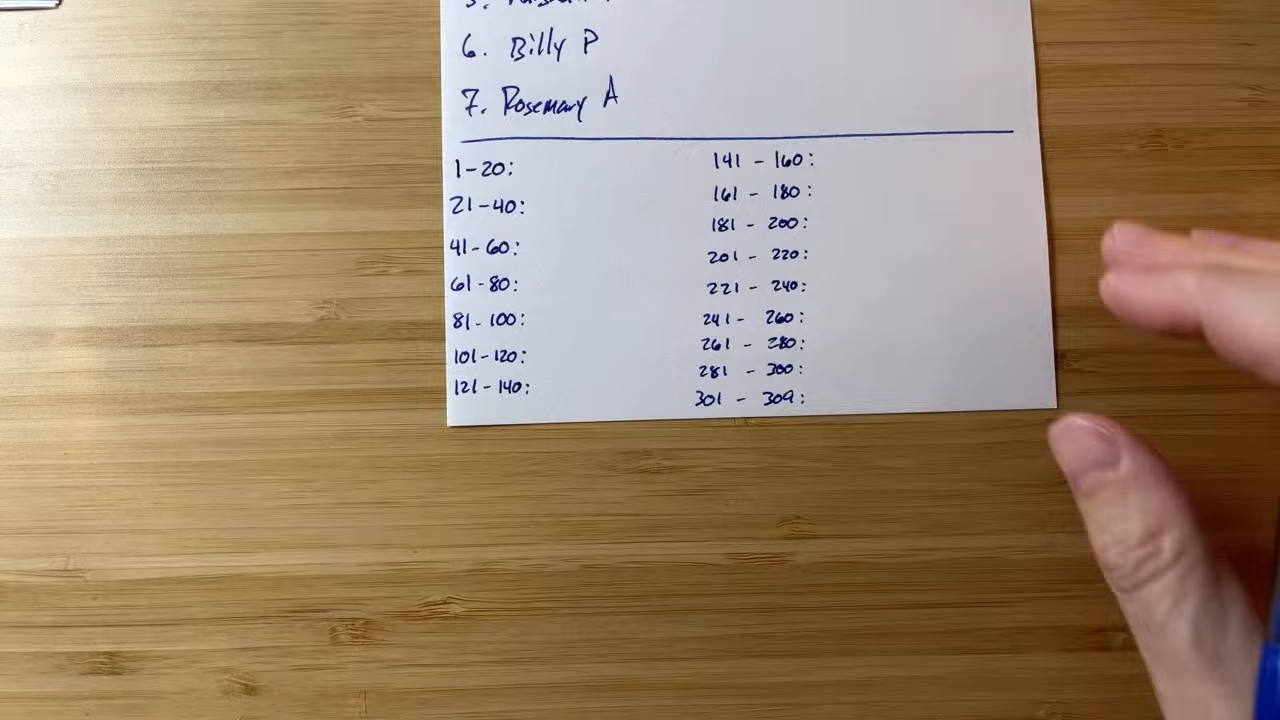 6. Billy P
7. Rosemary A
1-20:
21-40:
41-60:
61-80:
81-100:
101-120:
121-140:
141 - 160:
161 - 180:
181 - 200:
201 - 220:
221 - 240:
241 - 260:
261 - 280:
281 - 300:
301 - 309: